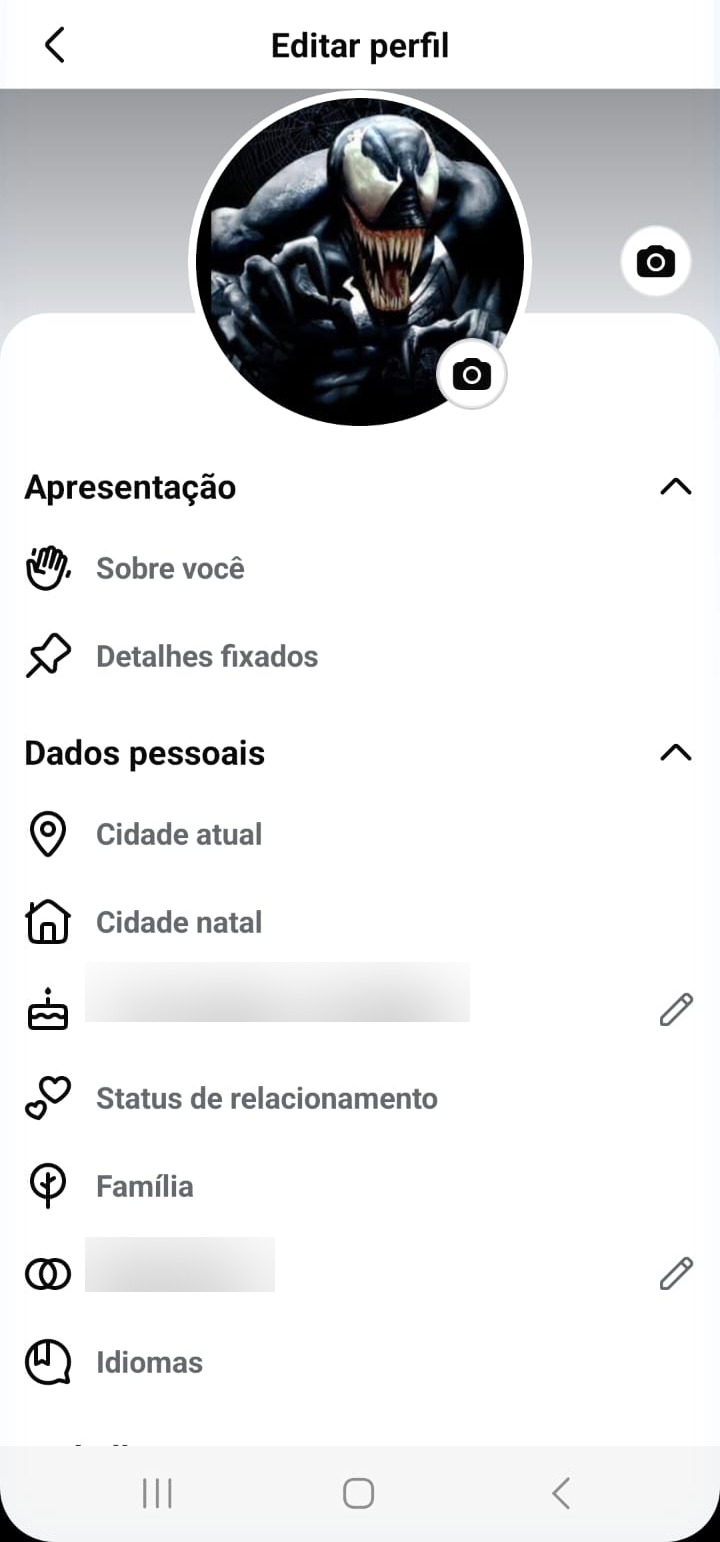 Editar perfil
Apresentação
Sobre você
Detalhes fixados
Dados pessoais
Cidade atual
Cidade natal
Status de relacionamento
Família
Idiomas